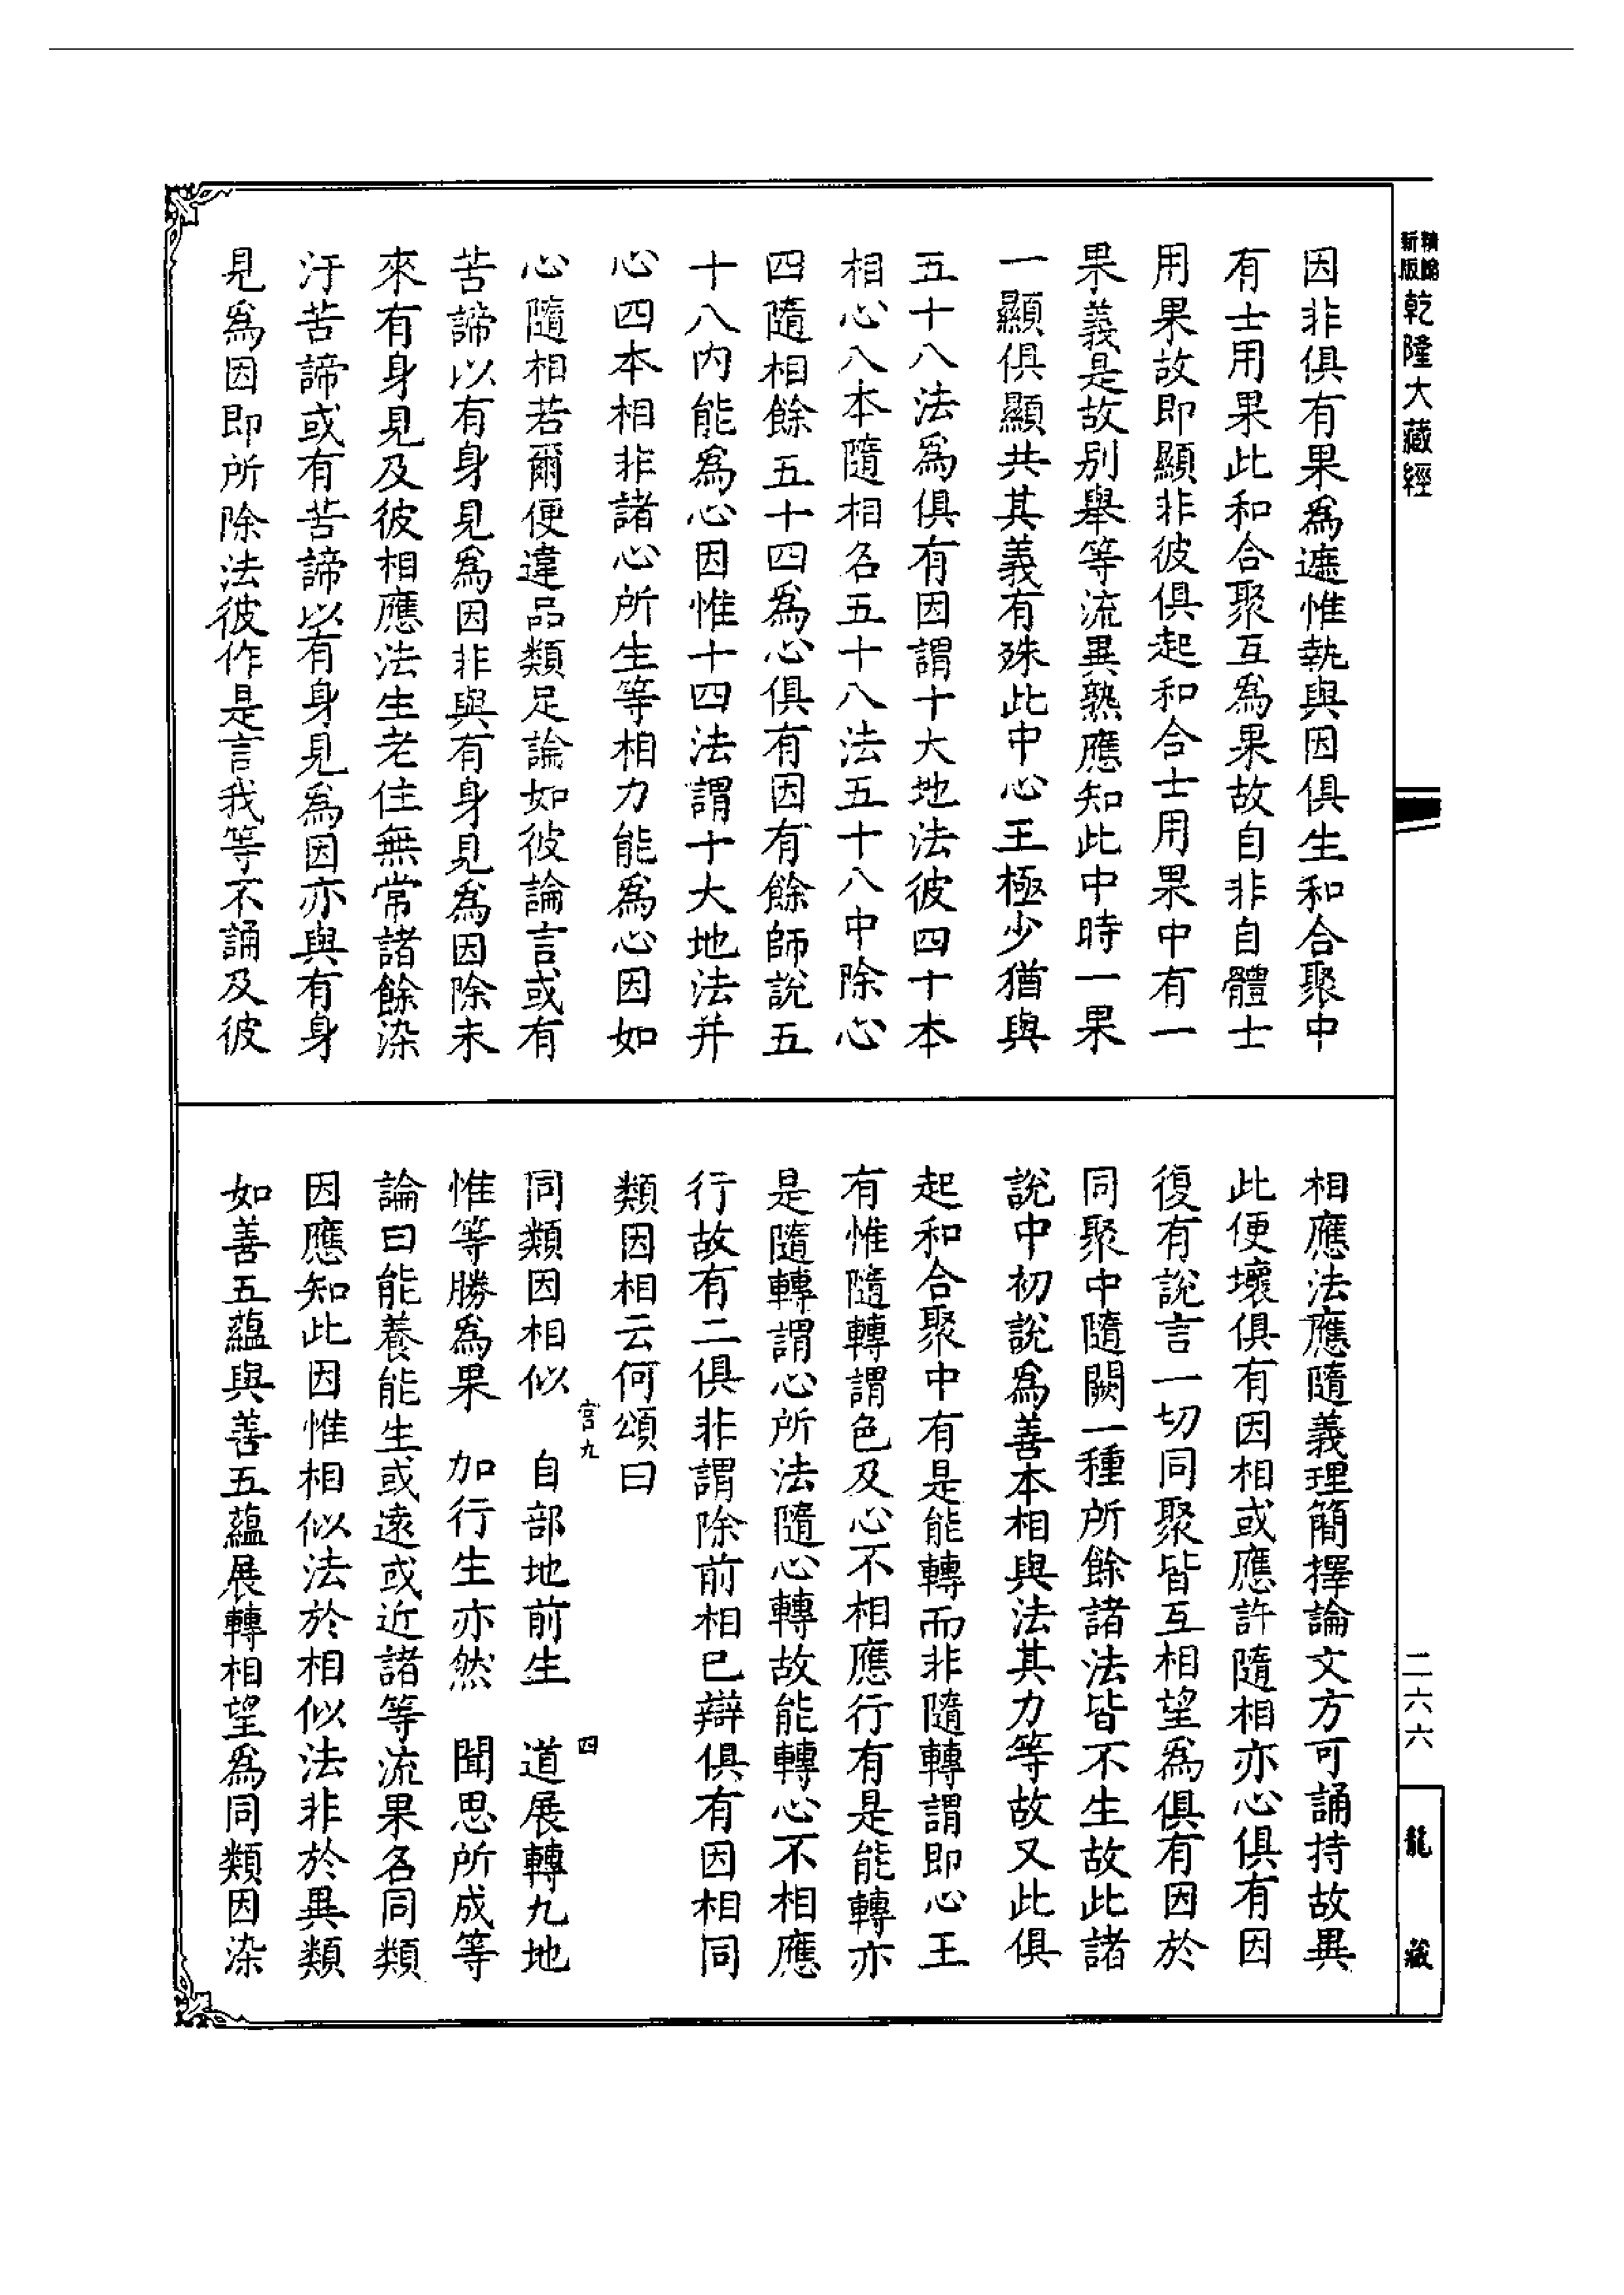 精縮新版乾隆大藏經
因非俱有果爲遮惟執與因俱生和合聚中
有士用果此和合聚互爲果故自非自體士
用果故即顯非彼俱起和合士用果中有一
果義是故别舉等流異熟應知此中時一果
一顯俱顯共其義有殊此中心王極少猶與
五十八法爲俱有因謂十大地法彼四十本
相心八本隨相名五十八法五十八中除心
四隨相餘五十四爲心俱有因有餘師說五
十八内能爲心因惟十四法謂十大地法并
心四本相非諸心所生等相力能爲心因如
心隨相若爾便違品類足論如彼論言或有
苦諦以有身見爲因非與有身見爲因除未
來有身見及彼相應法生老住無常諸餘染
汙苦諦或有苦諦以有身見爲因亦與有身
見爲因即所除法彼作是言我等不誦及彼
相應法應隨義理簡擇論文方可誦持故異
此便壞俱有因相或應許隨相亦心俱有因
復有說言一切同聚皆互相望爲俱有因於
同聚中隨闕一種所餘諸法皆不生故此諸
說中初說爲善本相與法其力等故又此俱
起和合聚中有是能轉而非隨轉謂即心王
有惟隨轉謂色及心不相應行有是能轉亦
是隨轉謂心所法隨心轉故能轉心不相應
行故有二俱非謂除前相已辯俱有因相同
類因相云何頌曰
宫九
四
同類因相似　自部地前生　道展轉九地
惟等勝爲果　加行生亦然　聞思所成等
論曰能養能生或遠或近諸等流果名同類
因應知此因惟相似法於相似法非於異類
如善五蘊與善五蘊展轉相望爲同類因染
二六六
龍藏